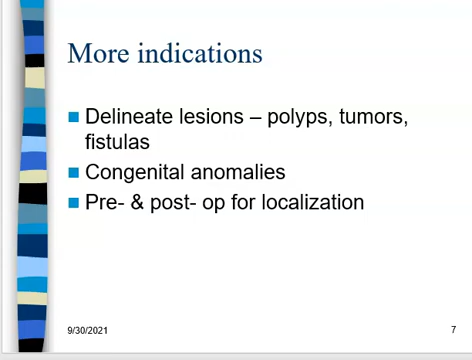 More indications
Delineate lesions – polyps, tumors,
fistulas
Congenital anomalies
Pre- & post- op for localization
9/30/2021
7